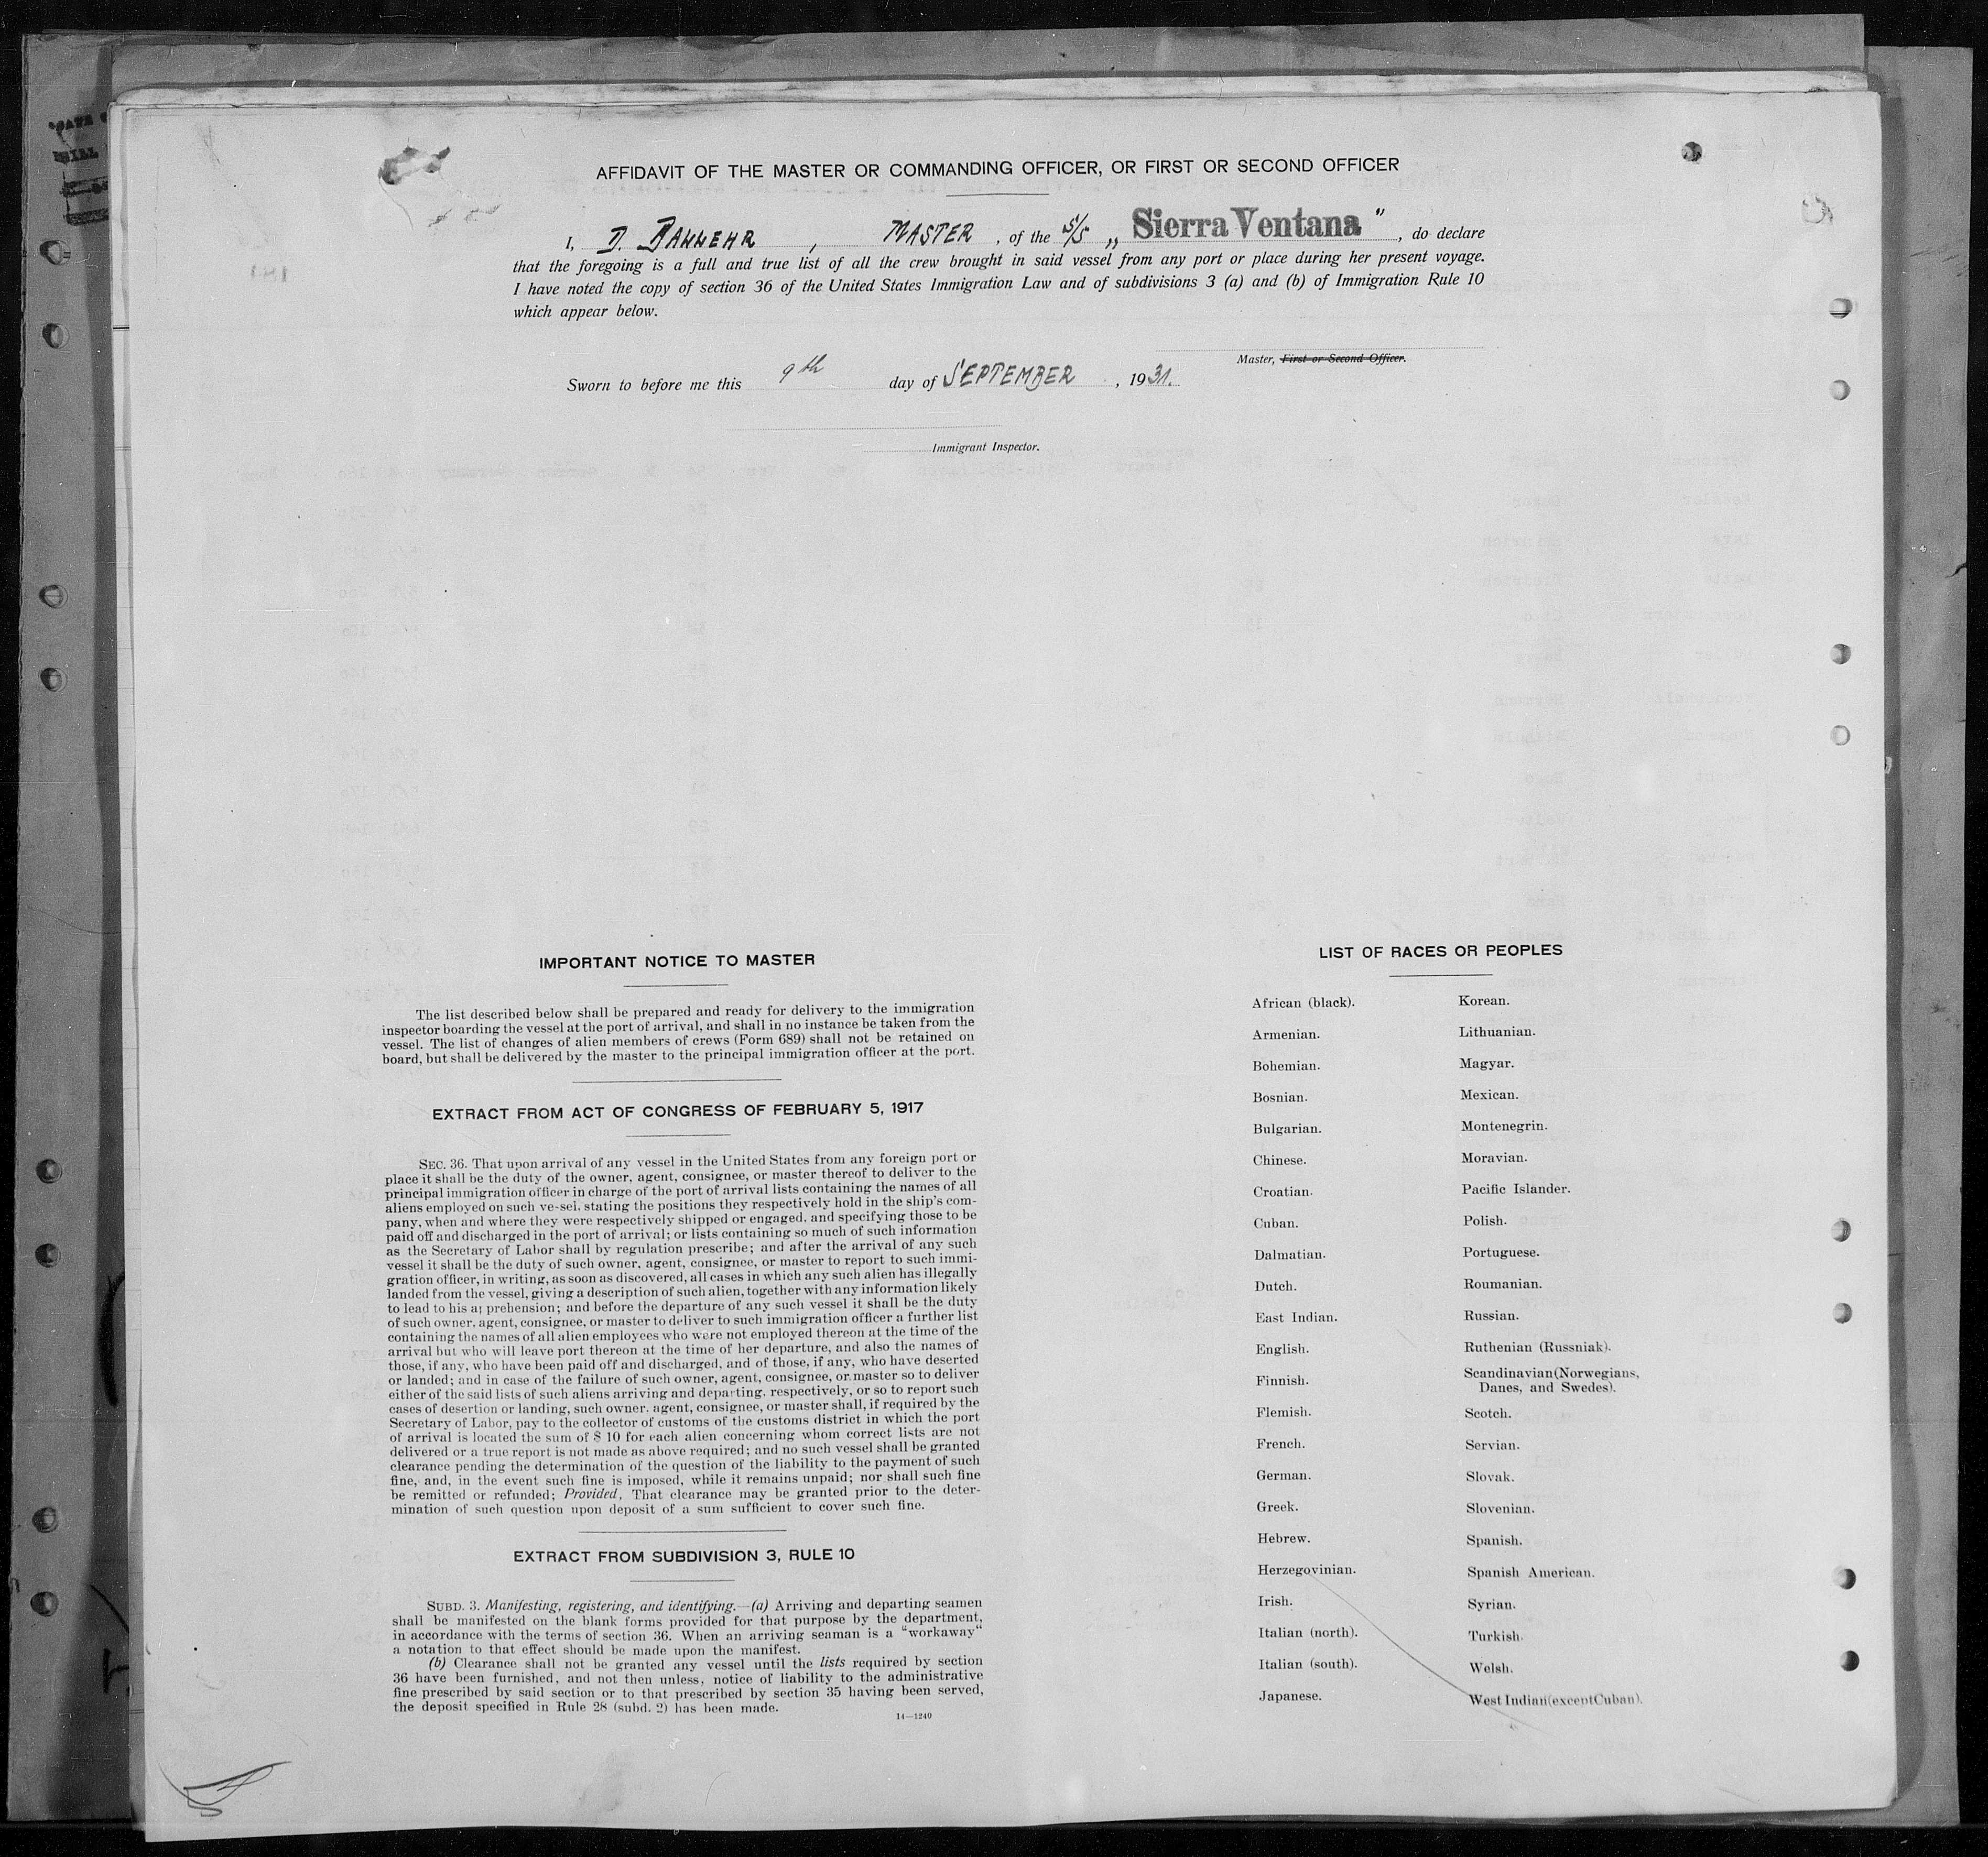 AFFIDAVIT OF THE MASTER OR COMMANDING OFFICER, OR FIRST OR SECOND OFFICER
I, D. , MASTER , of the S/S „ Sierra Ventana ” , do declare
that the foregoing is a full and true list of all the crew brought in said vessel from any port or place during her present voyage.
I have noted the copy of section 36 of the United States Immigration Law and of subdivisions 3 (a) and (b) of Immigration Rule 10
which appear below.
Master, First or Second Officer.
Sworn to before me this 9th day of SEPTEMBER , 1931.
Immigrant Inspector.
IMPORTANT NOTICE TO MASTER
The list described below shall be prepared and ready for delivery to the immigration
inspector boarding the vessel at the port of arrival, and shall in no instance be taken from the
vessel. The list of changes of alien members of crews (Form 689) shall not be retained on
board, but shall be delivered by the master to the principal immigration officer at the port.
EXTRACT FROM ACT OF CONGRESS OF FEBRUARY 5, 1917
SEC. 36. That upon arrival of any vessel in the United States from any foreign port or
place it shall be the duty of the owner, agent, consignee, or master thereof to deliver to the
principal immigration officer in charge of the port of arrival lists containing the names of all
aliens employed on such ve-sel, stating the positions they respectively hold in the ship's com-
pany, when and where they were respectively shipped or engaged, and specifying those to be
paid off and discharged in the port of arrival; or lists containing so much of such information
as the Secretary of Labor shall by regulation prescribe; and after the arrival of any such
vessel it shall be the duty of such owner, agent, consignee, or master to report to such immi-
gration officer, in writing, as soon as discovered, all cases in which any such alien has illegally
landed from the vessel, giving a description of such alien, together with any information likely
to lead to his apprehension; and before the departure of any such vessel it shall be the duty
of such owner, agent, consignee, or master to deliver to such immigration officer a further list
containing the names of all alien employees who were not employed thereon at the time of the
arrival but who will leave port thereon at the time of her departure, and also the names of
those, if any, who have been paid off and discharged, and of those, if any, who have deserted
or landed; and in case of the failure of such owner, agent, consignee, or master so to deliver
either of the said lists of such aliens arriving and departing, respectively, or so to report such
cases of desertion or landing, such owner, agent, consignee, or master shall, if required by the
Secretary of Labor, pay to the collector of customs of the customs district in which the port
of arrival is located the sum of $ 10 for each alien concerning whom correct lists are not
delivered or a true report is not made as above required; and no such vessel shall be granted
clearance pending the determination of the question of the liability to the payment of such
fine, and, in the event such fine is imposed, while it remains unpaid; nor shall such fine
be remitted or refunded; Provided, That clearance may be granted prior to the deter-
mination of such question upon deposit of a sum sufficient to cover such fine.
EXTRACT FROM SUBDIVISION 3, RULE 10
SUBD. 3. Manifesting, registering, and identifying.—(a) Arriving and departing seamen
shall be manifested on the blank forms provided for that purpose by the department,
in accordance with the terms of section 36. When an arriving seaman is a “workaway“
a notation to that effect should be made upon the manifest.
(b) Clearance shall not be granted any vessel until the lists required by section
36 have been furnished, and not then unless, notice of liability to the administrative
fine prescribed by said section or to that prescribed by section 35 having been served,
the deposit specified in Rule 28 (subd. 2) has been made.
14—1240
LIST OF RACES OR PEOPLES
African (black).
Armenian.
Bohemian.
Bosnian.
Bulgarian.
Chinese.
Croatian.
Cuban.
Dalmatian.
Dutch.
East Indian.
English.
Finnish.
Flemish.
French.
German.
Greek.
Hebrew.
Herzegovinian.
Irish.
Italian (north).
Italian (south).
Japanese.
Korean.
Lithuanian.
Magyar.
Mexican.
Montenegrin.
Moravian.
Pacific Islander.
Polish.
Portuguese.
Roumanian.
Russian.
Ruthenian (Russniak).
Scandinavian(Norwegians,
Danes, and Swedes).
Scotch.
Servian.
Slovak.
Slovenian.
Spanish.
Spanish American.
Syrian.
Turkish.
Welsh.
West Indian(except Cuban).